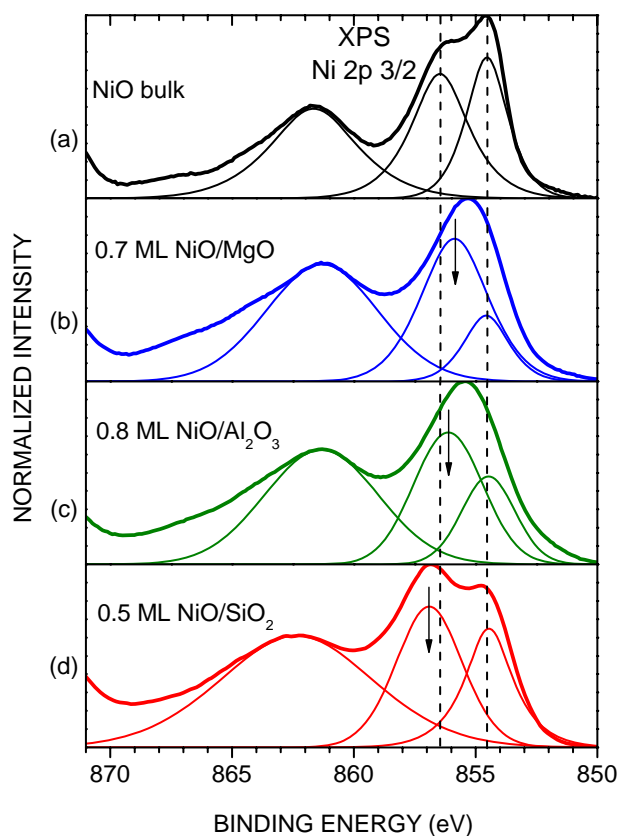 XPS
Ni 2p 3/2
NiO bulk
(a)
0.7 ML NiO/MgO
(b)
0.8 ML NiO/Al₂O₃
(c)
0.5 ML NiO/SiO₂
(d)
NORMALIZED INTENSITY
870 865 860 855 850
BINDING ENERGY (eV)